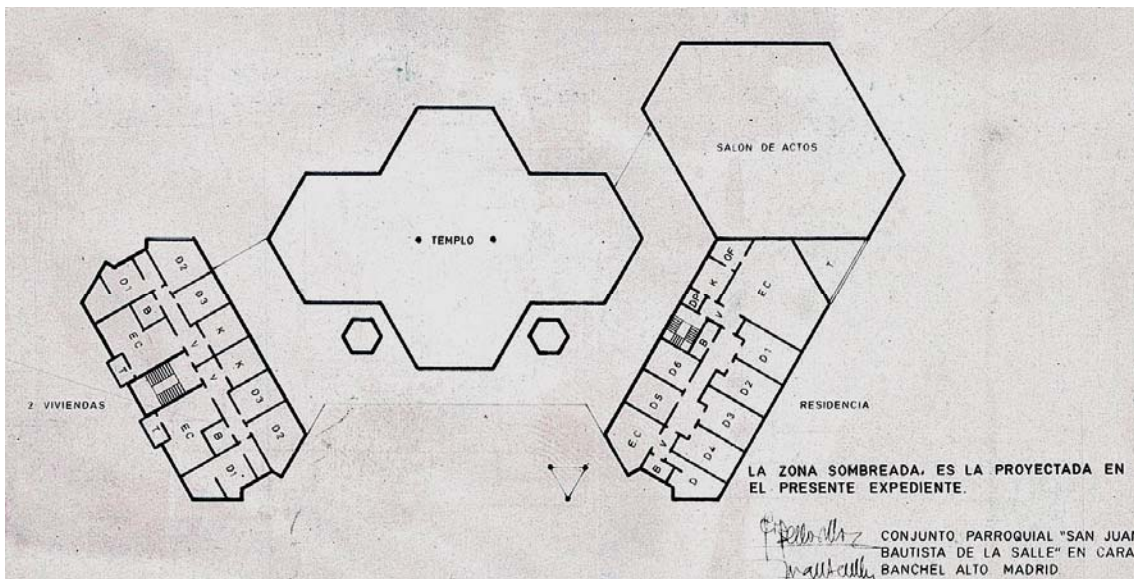 SALON DE ACTOS
TEMPLO
2 VIVIENDAS
D1
D2
B
D3
EC
V
K
T
V
K
D3
T
EC
B
D2
D1
OF
K
EC
T
DP
V
B
D1
D6
D2
D5
D3
EC
V
D4
B
D
RESIDENCIA
LA ZONA SOMBREADA, ES LA PROYECTADA EN
EL PRESENTE EXPEDIENTE.
CONJUNTO PARROQUIAL "SAN JUAN
BAUTISTA DE LA SALLE" EN CARA
BANCHEL ALTO MADRID